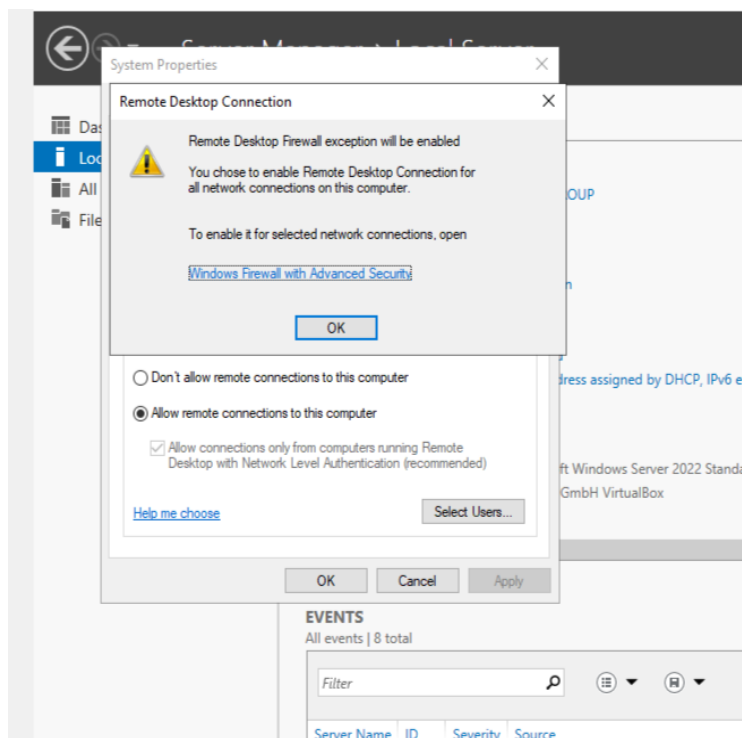 System Properties
Remote Desktop Connection
Remote Desktop Firewall exception will be enabled
You chose to enable Remote Desktop Connection for
all network connections on this computer.
To enable it for selected network connections, open
Windows Firewall with Advanced Security
OK
Don't allow remote connections to this computer
Allow remote connections to this computer
Allow connections only from computers running Remote
Desktop with Network Level Authentication (recommended)
Help me choose
Select Users...
OK Cancel Apply
Das
Loc
All
File
OUP
n
dress assigned by DHCP, IPv6 e
ft Windows Server 2022 Standa
GmbH VirtualBox
EVENTS
All events | 8 total
Filter
Server Name ID Severity Source